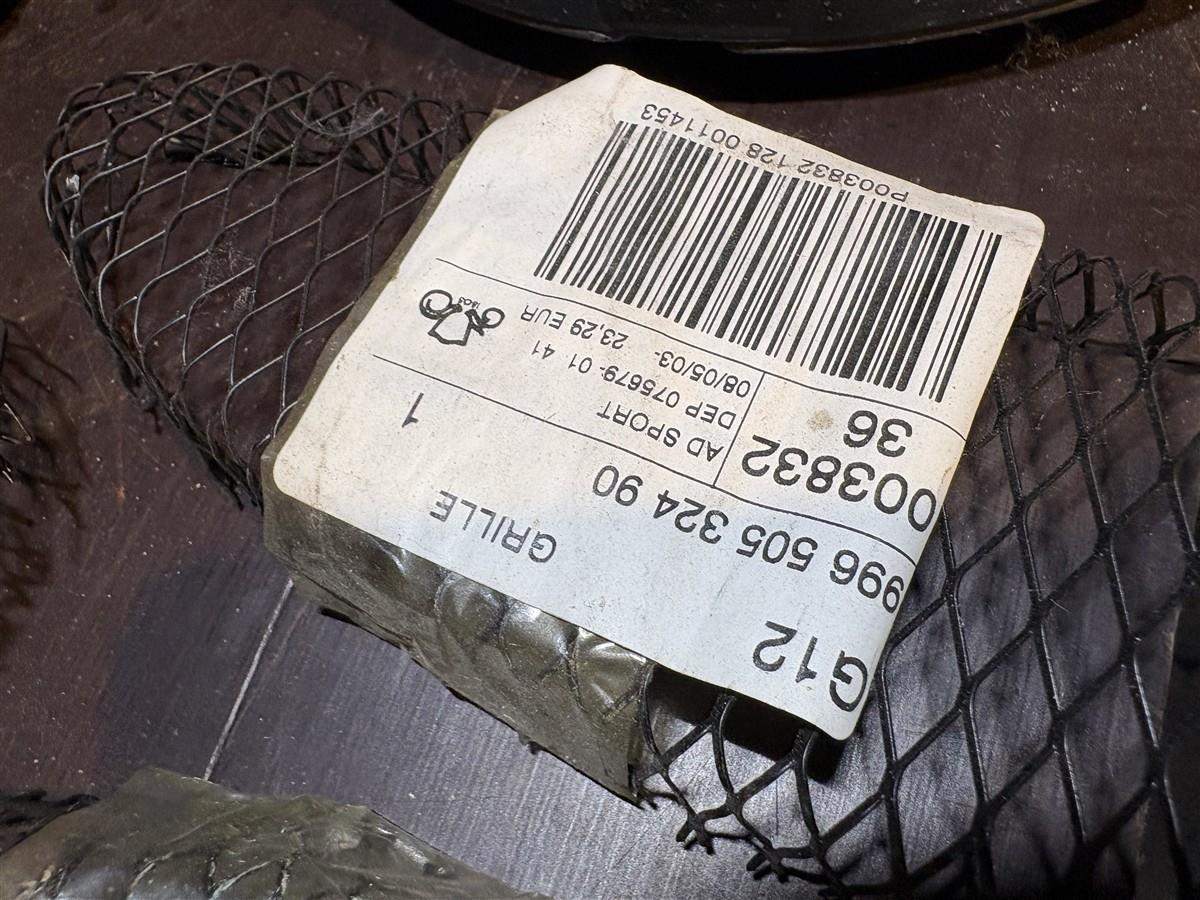 G12
996 505 324 90
GRILLE
1
003832
36
AD SPORT
DEP 075679- 01 41
08/05/03- 23,29 EUR
P003832 128 0011453